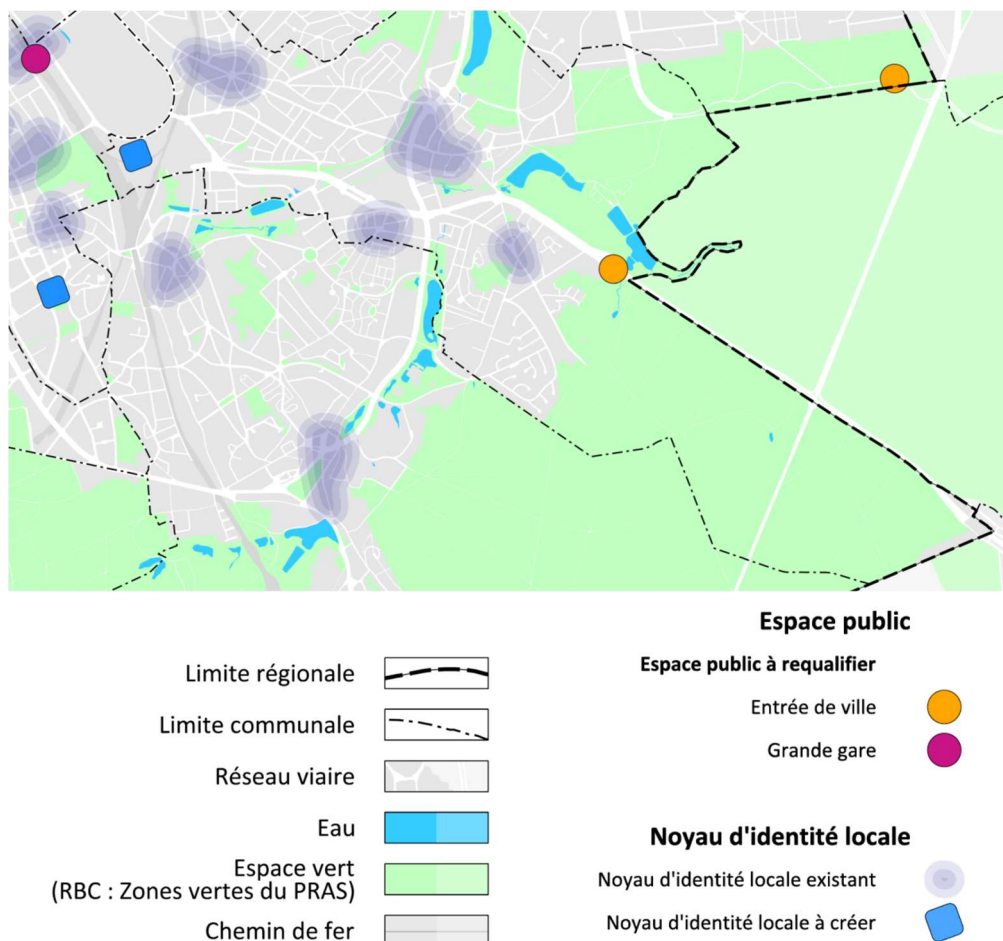 Limite régionale
Limite communale
Réseau viaire
Eau
Espace vert
(RBC : Zones vertes du PRAS)
Chemin de fer
Espace public
Espace public à requalifier
Entrée de ville
Grande gare
Noyau d'identité locale
Noyau d'identité locale existant
Noyau d'identité locale à créer